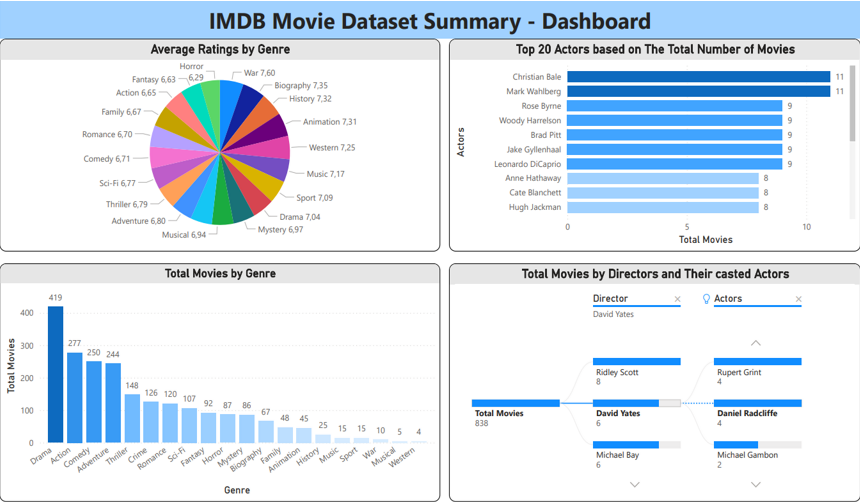 IMDB Movie Dataset Summary - Dashboard
Average Ratings by Genre
Horror
6,29
War 7,60
Biography 7,35
History 7,32
Animation 7,31
Western 7,25
Music 7,17
Sport 7,09
Drama 7,04
Mystery 6,97
Musical 6,94
Adventure 6,80
Thriller 6,79
Sci-Fi 6,77
Comedy 6,71
Romance 6,70
Family 6,67
Action 6,65
Fantasy 6,63
Top 20 Actors based on The Total Number of Movies
Actors
Christian Bale 11
Mark Wahlberg 11
Rose Byrne 9
Woody Harrelson 9
Brad Pitt 9
Jake Gyllenhaal 9
Leonardo DiCaprio 9
Anne Hathaway 8
Cate Blanchett 8
Hugh Jackman 8
0 5 10
Total Movies
Total Movies by Genre
Total Movies
400
300
200
100
0
419 277 250 244 148 126 120 107 92 87 86 67 48 45 25 15 15 10 5 4
Drama Action Comedy Adventure Thriller Crime Romance Sci-Fi Fantasy Horror Mystery Biography Family Animation History Music Sport War Musical Western
Genre
Total Movies by Directors and Their casted Actors
Director Actors
David Yates
Total Movies
838
Ridley Scott
8
David Yates
6
Michael Bay
6
Rupert Grint
4
Daniel Radcliffe
4
Michael Gambon
2